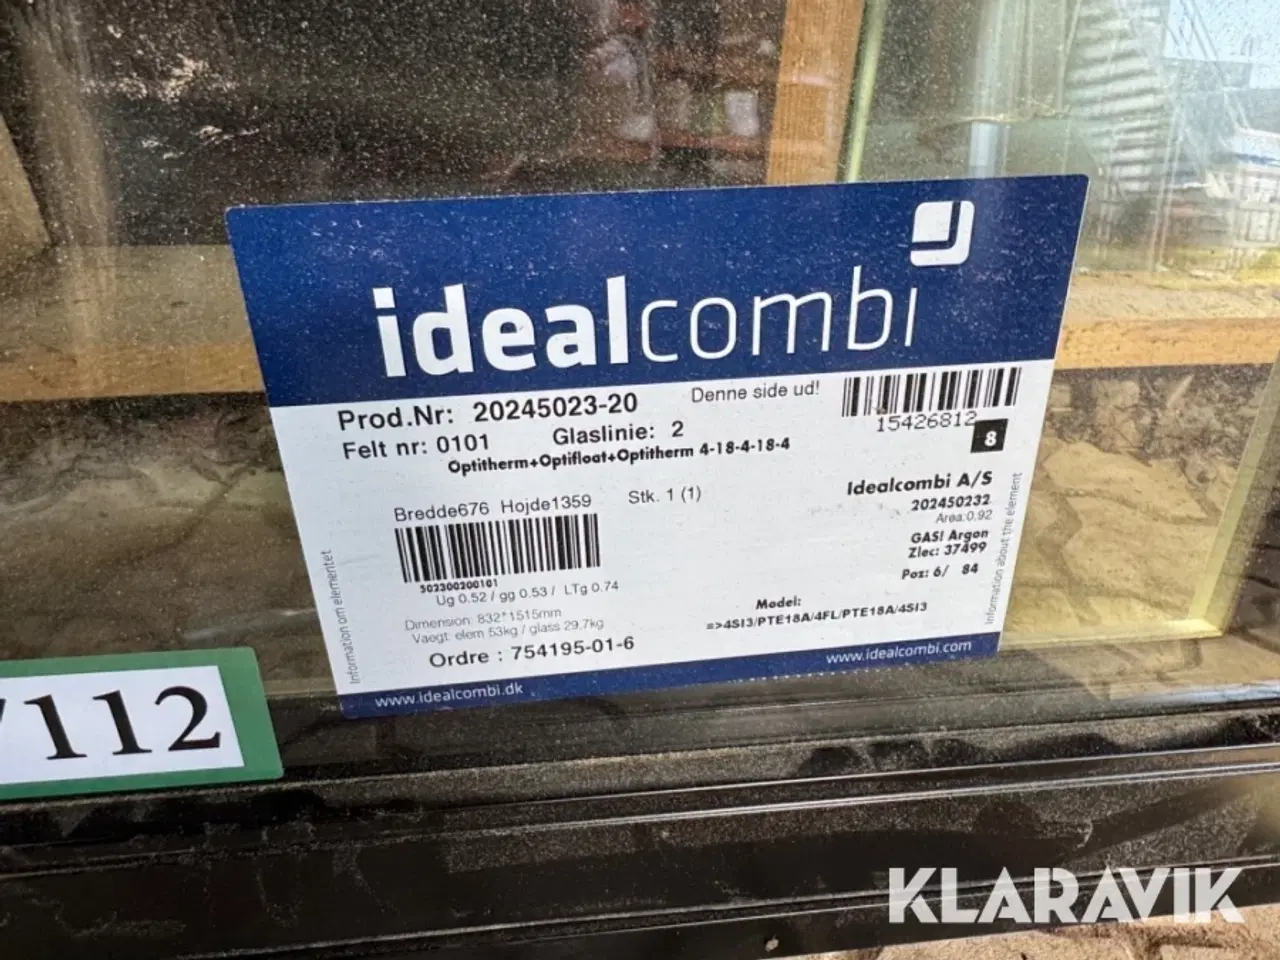 idealcombi
Prod.Nr: 20245023-20
Denne side ud!
15426812
Felt nr: 0101
Glaslinie: 2
8
Optitherm+Optifloat+Optitherm 4-18-4-18-4
Bredde676 Hojde1359
Stk. 1 (1)
Idealcombi A/S
202450232
Area:0.92
GAS! Argon
Zlec: 37499
Poz: 6/ 84
502300200101
Ug 0.52 / gg 0.53 / LTg 0.74
Dimension: 832*1515mm
Vaegt: elem 53kg / glass 29,7kg
Model:
=>4SI3/PTE18A/4FL/PTE18A/4SI3
Ordre : 754195-01-6
Information om elementet
Information about the element
www.idealcombi.dk
www.idealcombi.com
7112
KLARAVIK